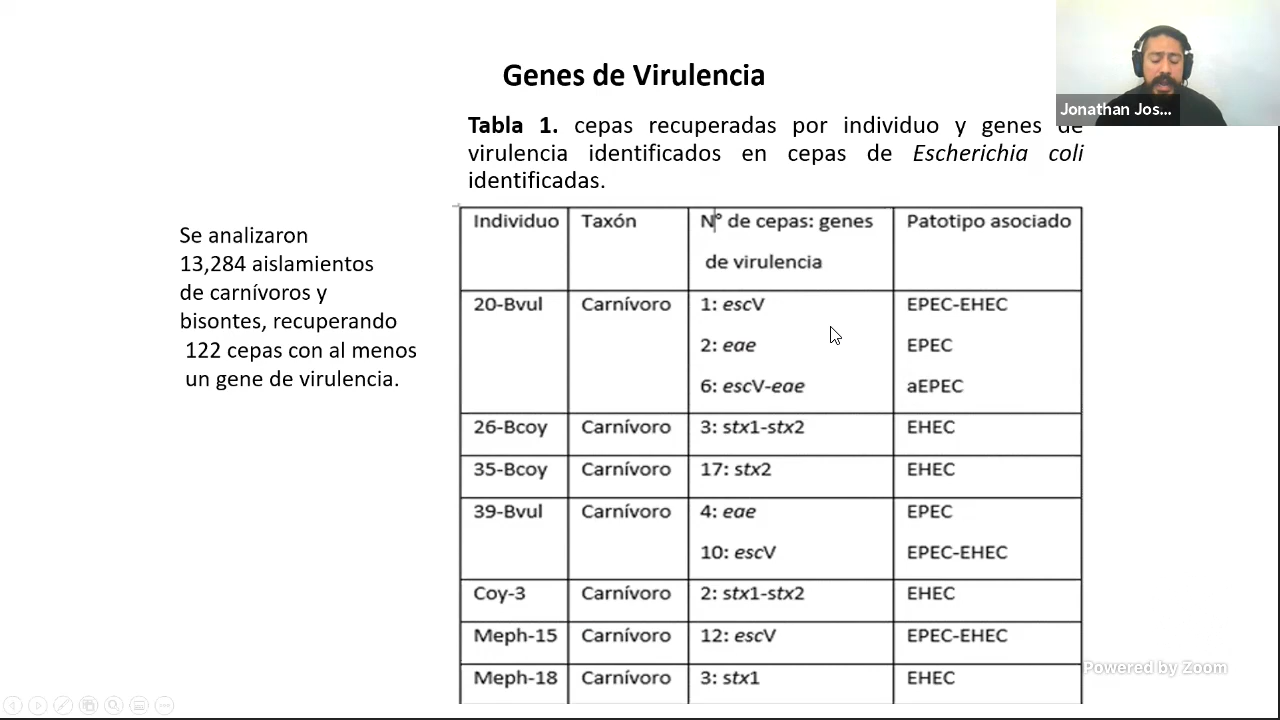 Genes de Virulencia
Jonathan Jos...
Tabla 1. cepas recuperadas por individuo y genes de
virulencia identificados en cepas de Escherichia coli
identificadas.
Se analizaron
13,284 aislamientos
de carnívoros y
bisontes, recuperando
122 cepas con al menos
un gene de virulencia.
Individuo Taxón N° de cepas: genes de virulencia Patotipo asociado
20-Bvul Carnívoro 1: escV EPEC-EHEC
2: eae EPEC
6: escV-eae aEPEC
26-Bcoy Carnívoro 3: stx1-stx2 EHEC
35-Bcoy Carnívoro 17: stx2 EHEC
39-Bvul Carnívoro 4: eae EPEC
10: escV EPEC-EHEC
Coy-3 Carnívoro 2: stx1-stx2 EHEC
Meph-15 Carnívoro 12: escV EPEC-EHEC
Meph-18 Carnívoro 3: stx1 EHEC
Powered by Zoom